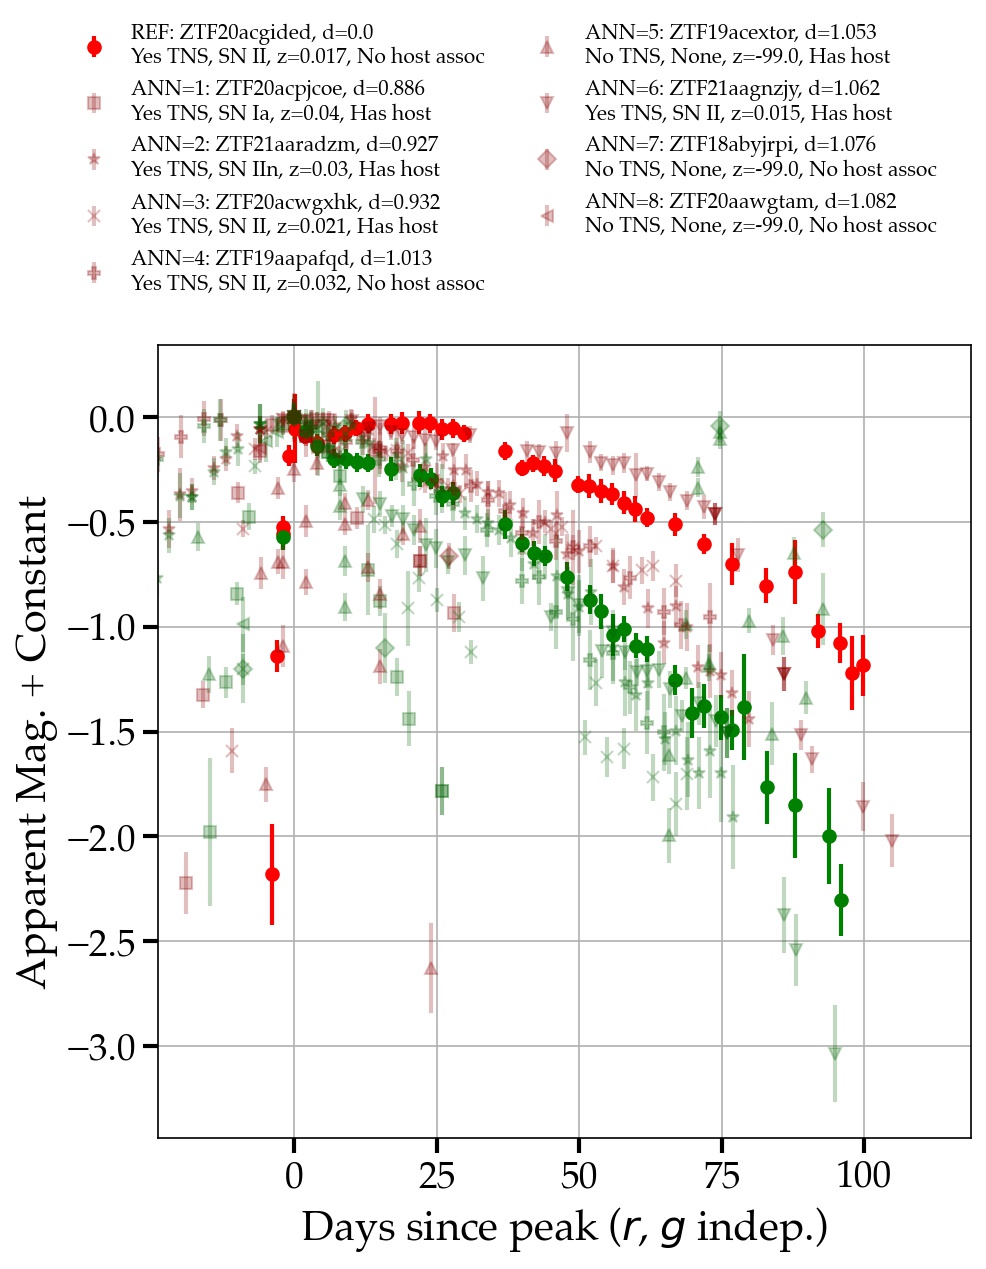 REF: ZTF20acgided, d=0.0
Yes TNS, SN II, z=0.017, No host assoc
ANN=1: ZTF20acpjcoe, d=0.886
Yes TNS, SN Ia, z=0.04, Has host
ANN=2: ZTF21aaradzm, d=0.927
Yes TNS, SN IIn, z=0.03, Has host
ANN=3: ZTF20acwgxhk, d=0.932
Yes TNS, SN II, z=0.021, Has host
ANN=4: ZTF19aapafqd, d=1.013
Yes TNS, SN II, z=0.032, No host assoc
ANN=5: ZTF19acextor, d=1.053
No TNS, None, z=-99.0, Has host
ANN=6: ZTF21aagnzjy, d=1.062
Yes TNS, SN II, z=0.015, Has host
ANN=7: ZTF18abyjrpi, d=1.076
No TNS, None, z=-99.0, No host assoc
ANN=8: ZTF20aawgtam, d=1.082
No TNS, None, z=-99.0, No host assoc
Apparent Mag. + Constant
0.0
−0.5
−1.0
−1.5
−2.0
−2.5
−3.0
0 25 50 75 100
Days since peak (r, g indep.)